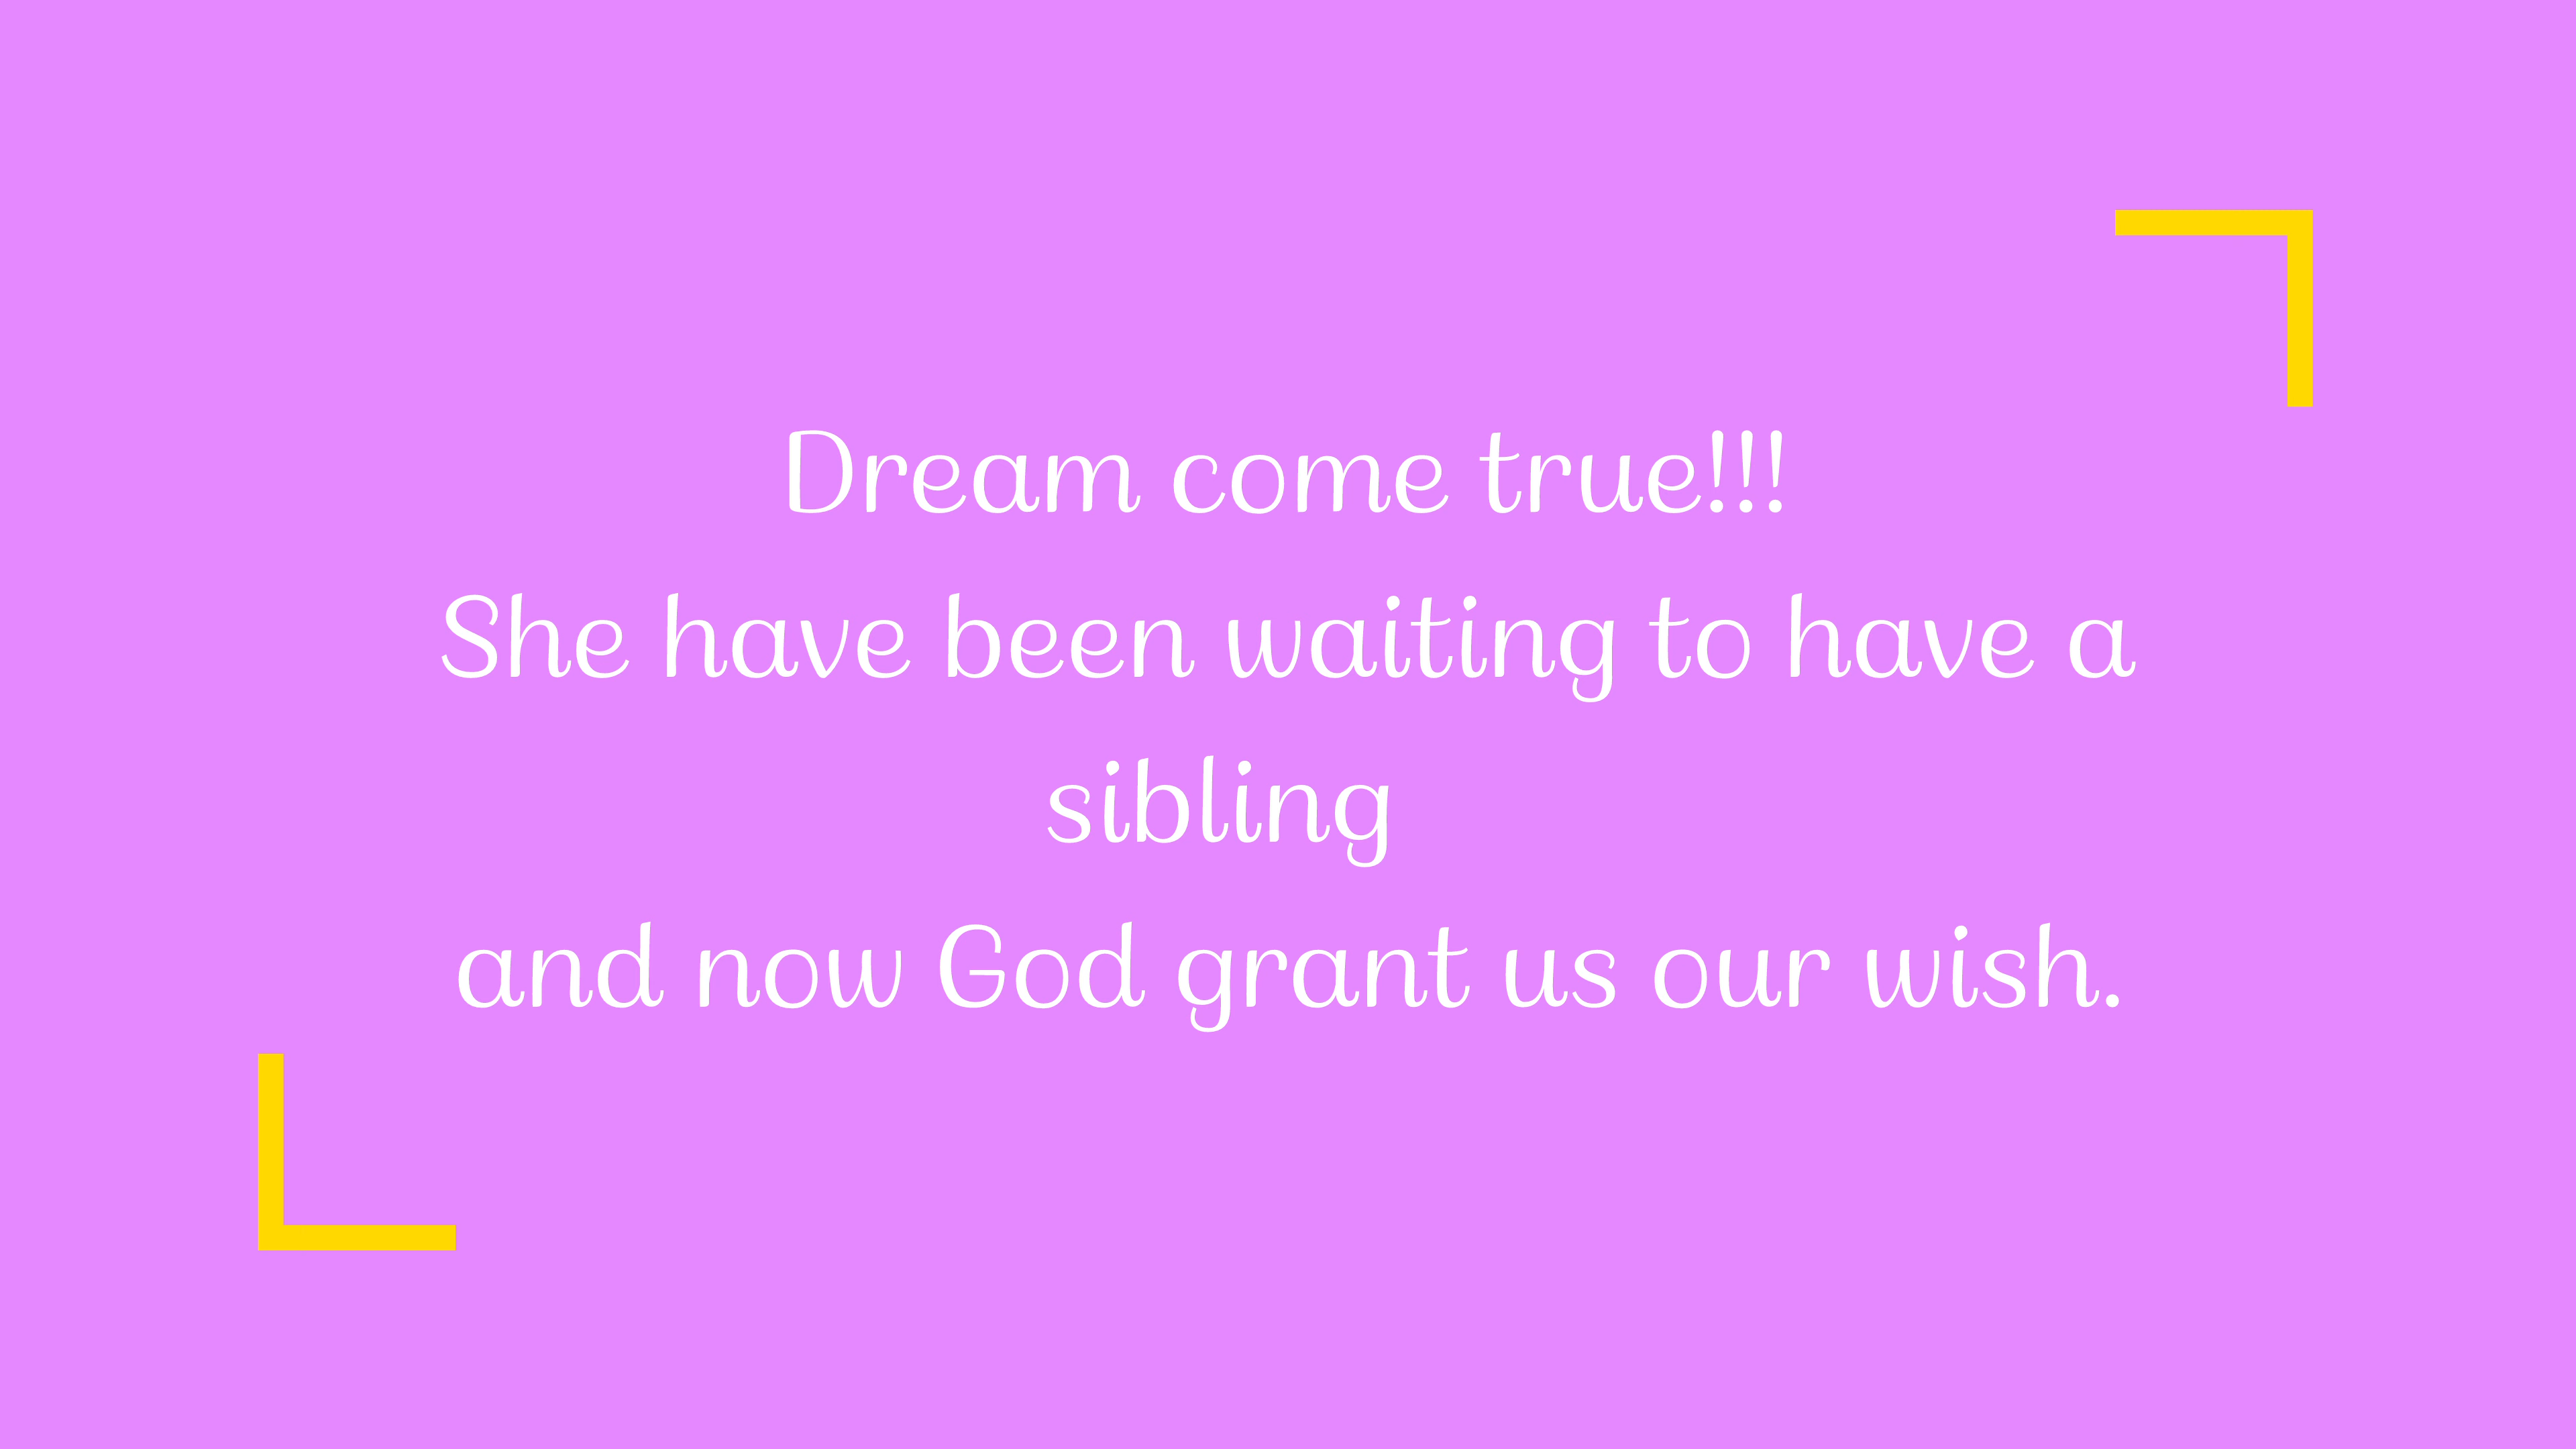 Dream come true!!!
She have been waiting to have a
sibling
and now God grant us our wish.